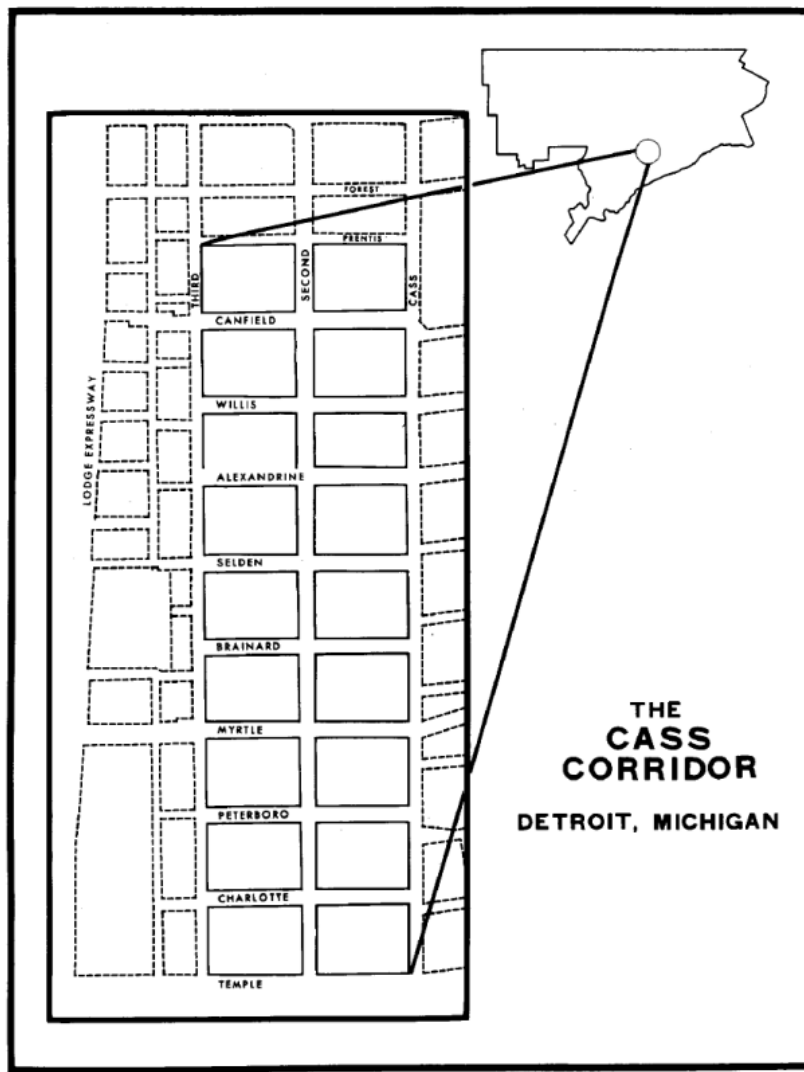 FOREST
PRENTIS
THIRD
SECOND
CASS
CANFIELD
WILLIS
LODGE EXPRESSWAY
ALEXANDRINE
SELDEN
BRAINARD
MYRTLE
PETERBORO
CHARLOTTE
TEMPLE
THE
CASS
CORRIDOR
DETROIT, MICHIGAN